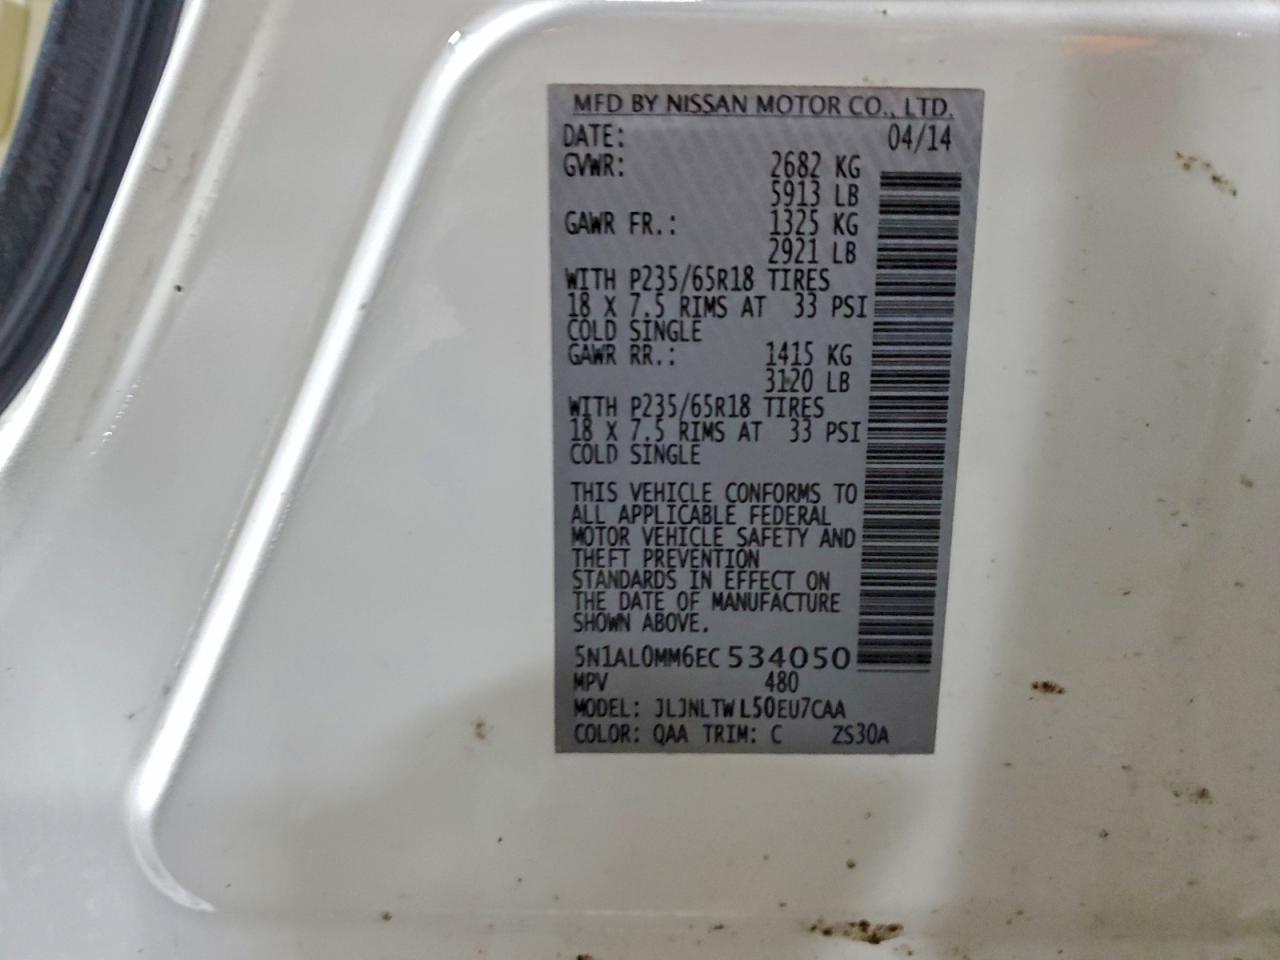 MFD BY NISSAN MOTOR CO., LTD.
DATE: 04/14
GVWR: 2682 KG
5913 LB
GAWR FR.: 1325 KG
2921 LB
WITH P235/65R18 TIRES
18 X 7.5 RIMS AT 33 PSI
COLD SINGLE
GAWR RR.: 1415 KG
3120 LB
WITH P235/65R18 TIRES
18 X 7.5 RIMS AT 33 PSI
COLD SINGLE
THIS VEHICLE CONFORMS TO
ALL APPLICABLE FEDERAL
MOTOR VEHICLE SAFETY AND
THEFT PREVENTION
STANDARDS IN EFFECT ON
THE DATE OF MANUFACTURE
SHOWN ABOVE.
5N1AL0MM6EC534050
MPV 480
MODEL: JLJNLTW L50EU7CAA
COLOR: QAA TRIM: C ZS30A